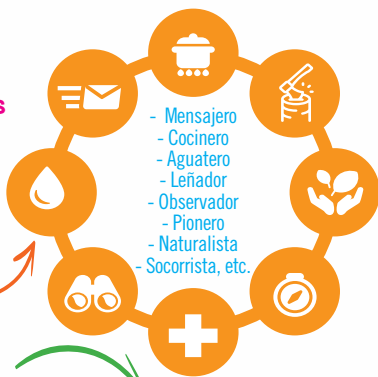 s
- Mensajero
- Cocinero
- Aguatero
- Leñador
- Observador
- Pionero
- Naturalista
- Socorrista, etc.